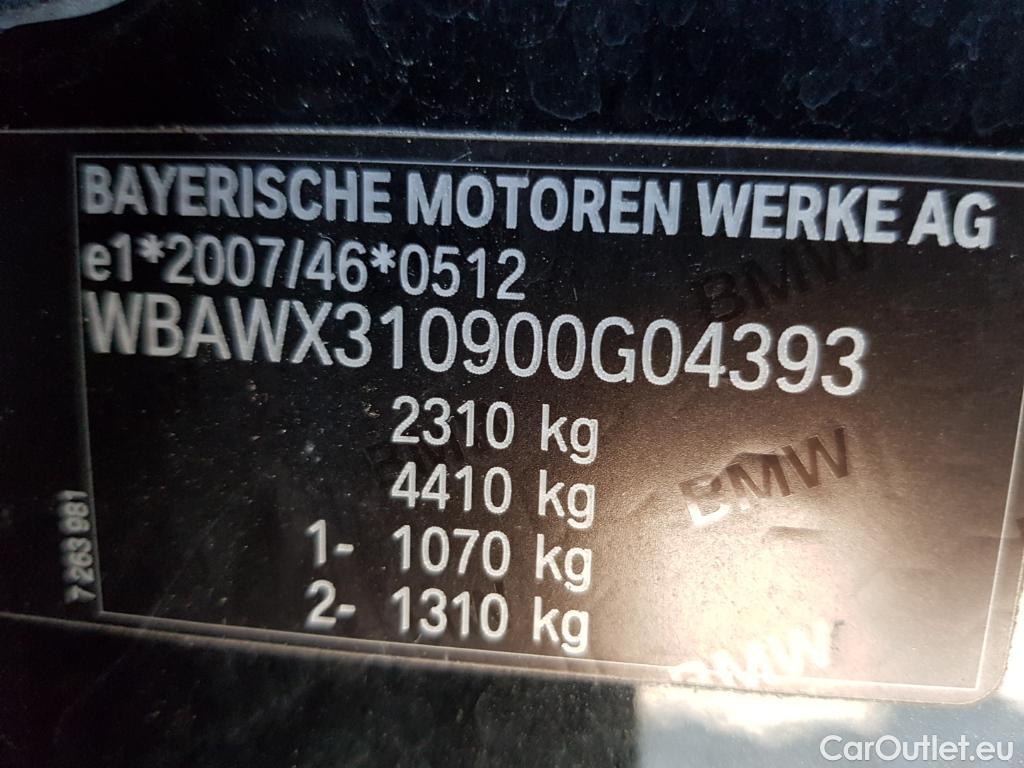 BAYERISCHE MOTOREN WERKE AG
e1*2007/46*0512
WBAWX310900G04393
2310 kg
4410 kg
1- 1070 kg
2- 1310 kg
7 263 981
BMW
BMW
BMW
BMW
CarOutlet.eu